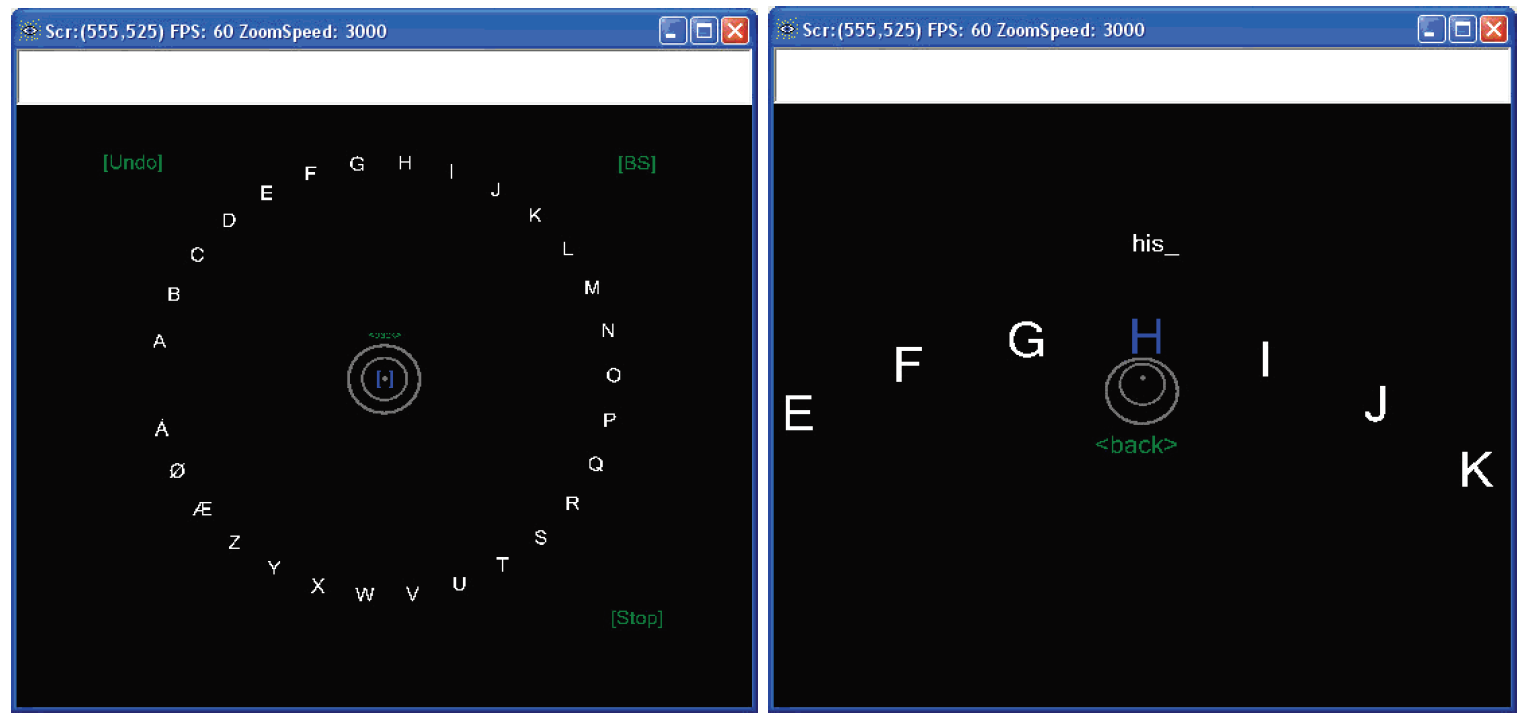 Scr:(555,525) FPS: 60 ZoomSpeed: 3000
[Undo]
[BS]
A
B
C
D
E
F
G
H
I
J
K
L
M
N
O
P
Q
R
S
T
U
V
W
X
Y
Z
Æ
Ø
Å
<back>
[·]
[Stop]
Scr:(555,525) FPS: 60 ZoomSpeed: 3000
his_
E F G H I J K
<back>